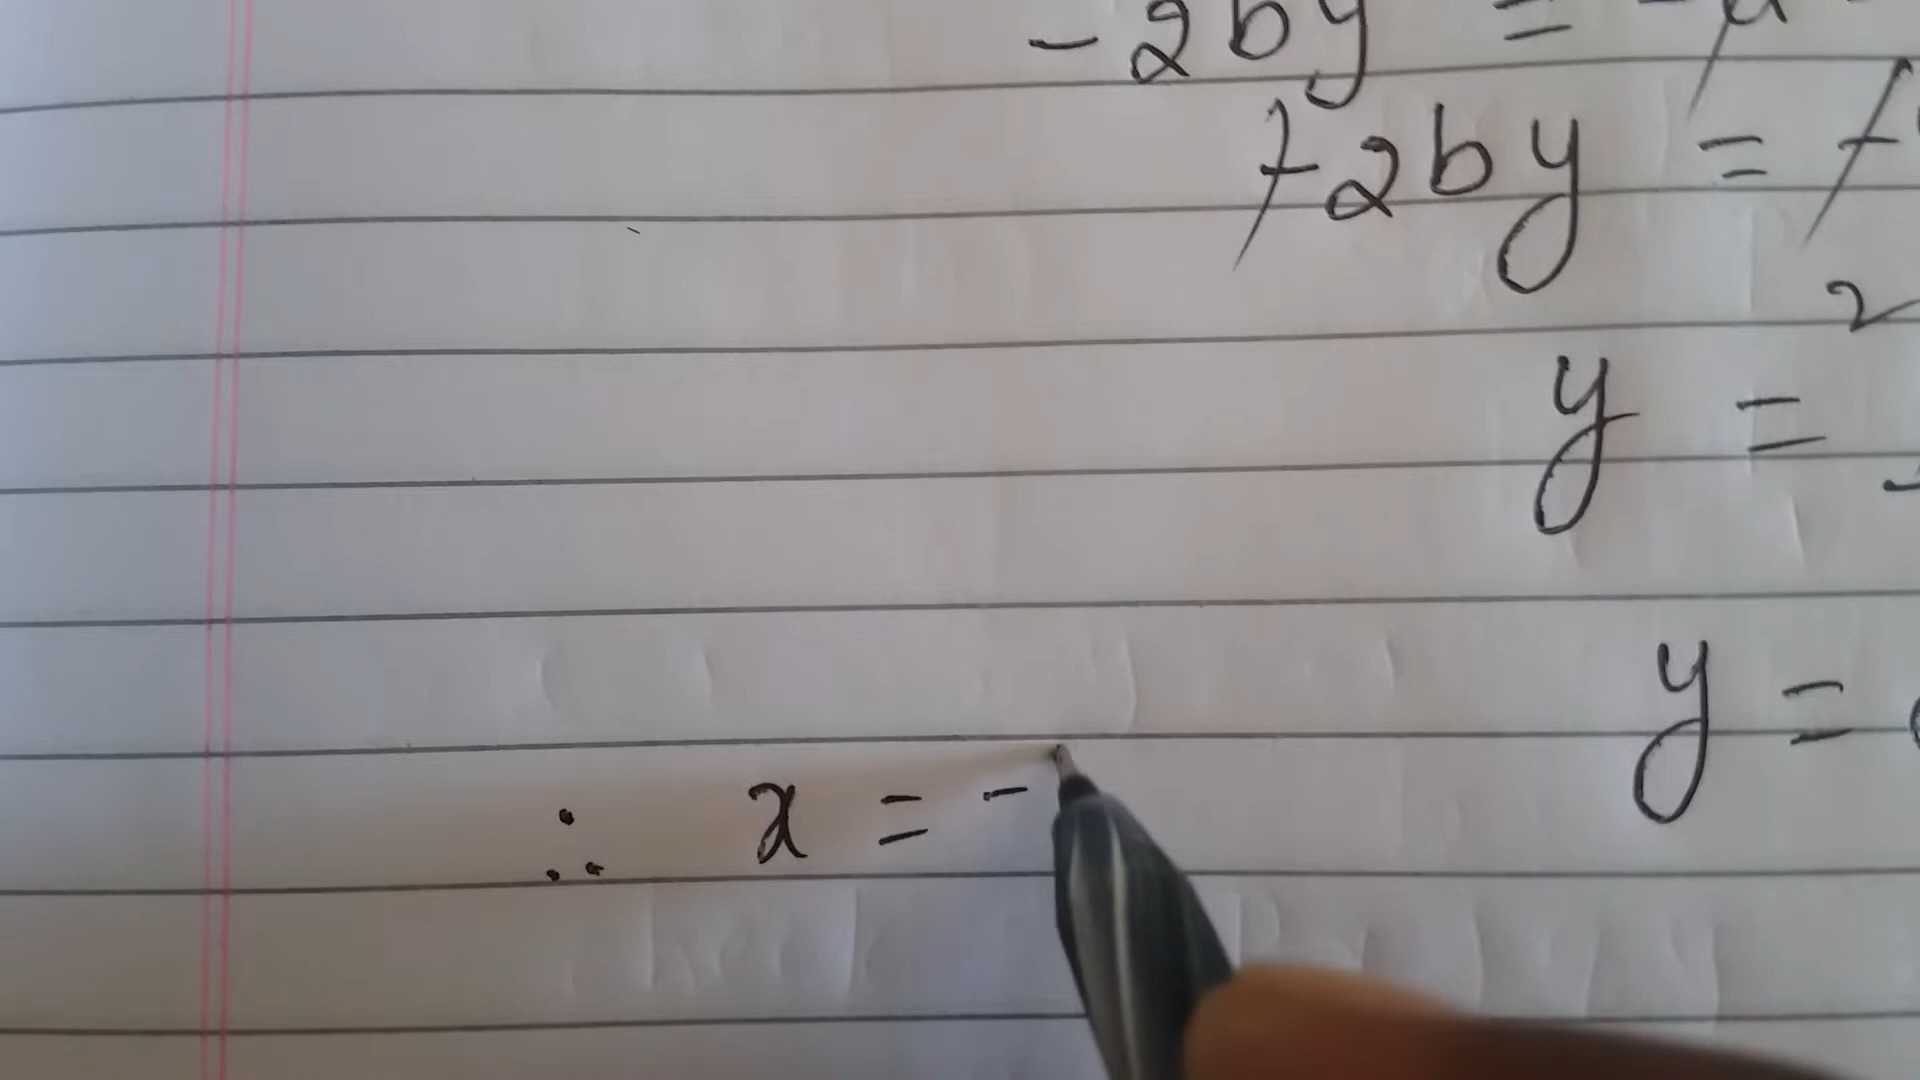 -2by = -
+2by = +
y =
y =
∴ x = -